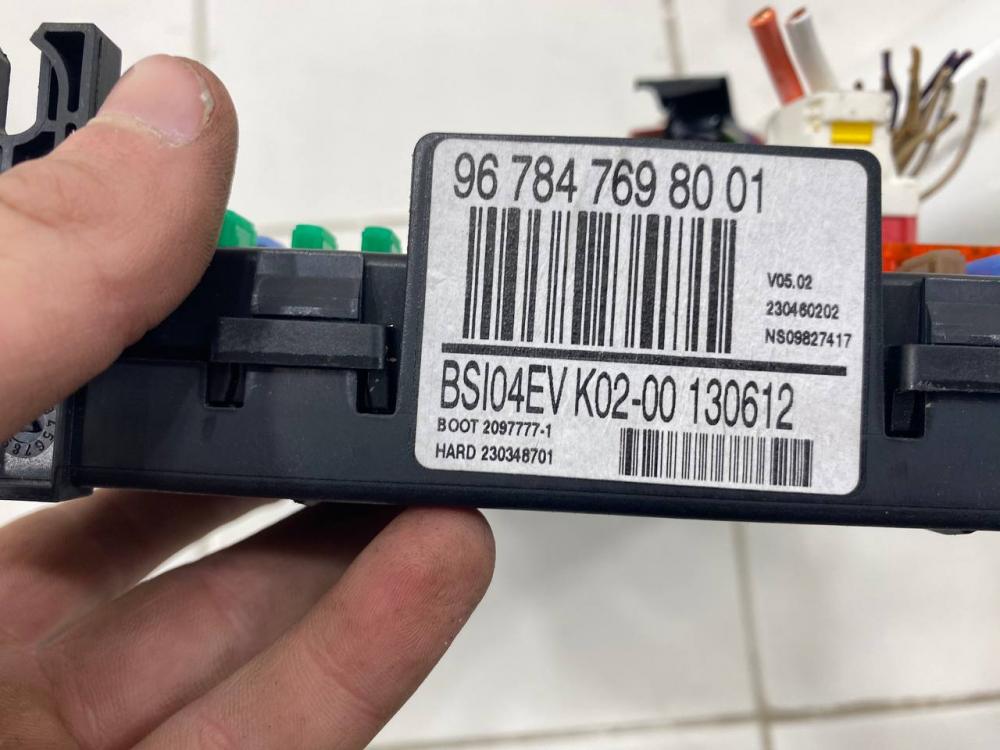 96 784 769 80 01
V05.02
230460202
NS09827417
BSI04EV K02-00 130612
BOOT 2097777-1
HARD 230348701